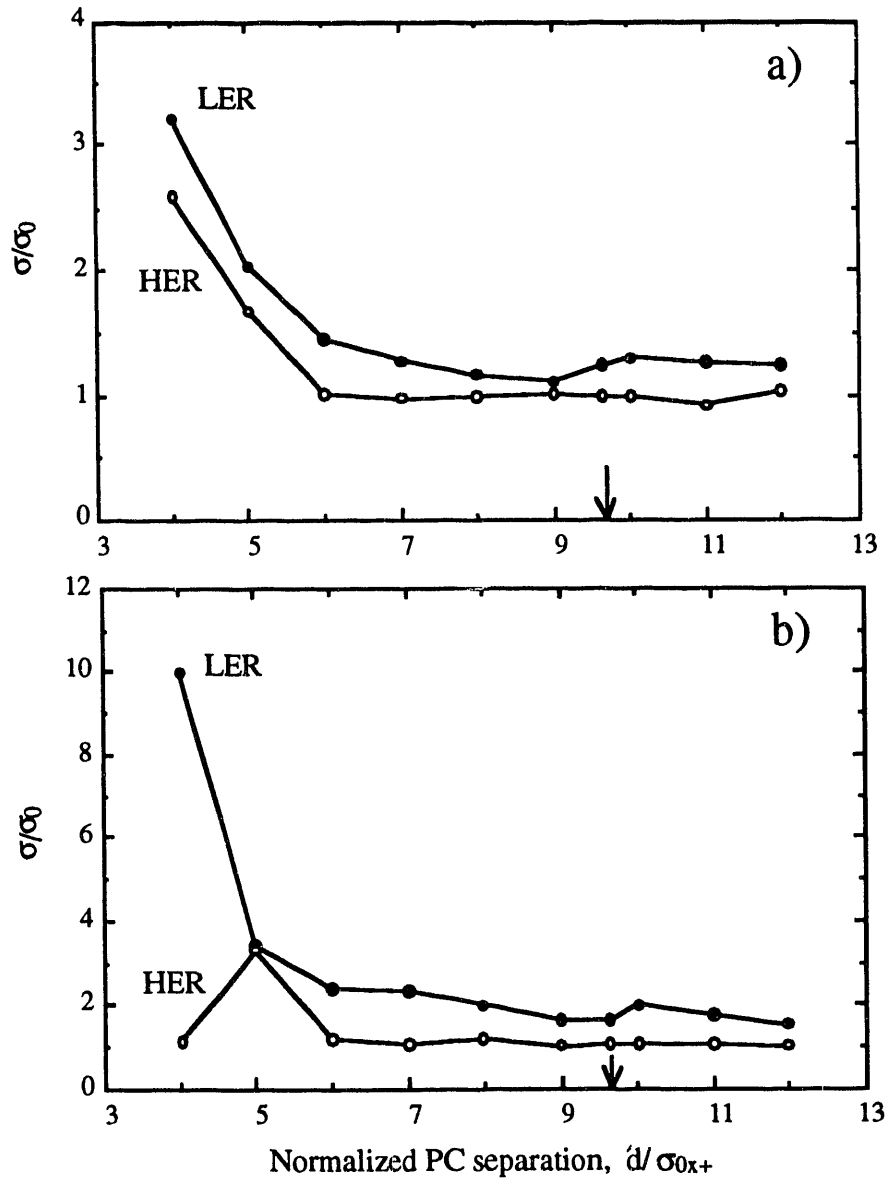 4
a)
LER
3
σ/σ0
2
HER
1
0
3 5 7 9 11 13
12
b)
10
LER
8
σ/σ0
6
4
HER
2
0
3 5 7 9 11 13
Normalized PC separation, d/σ0x+